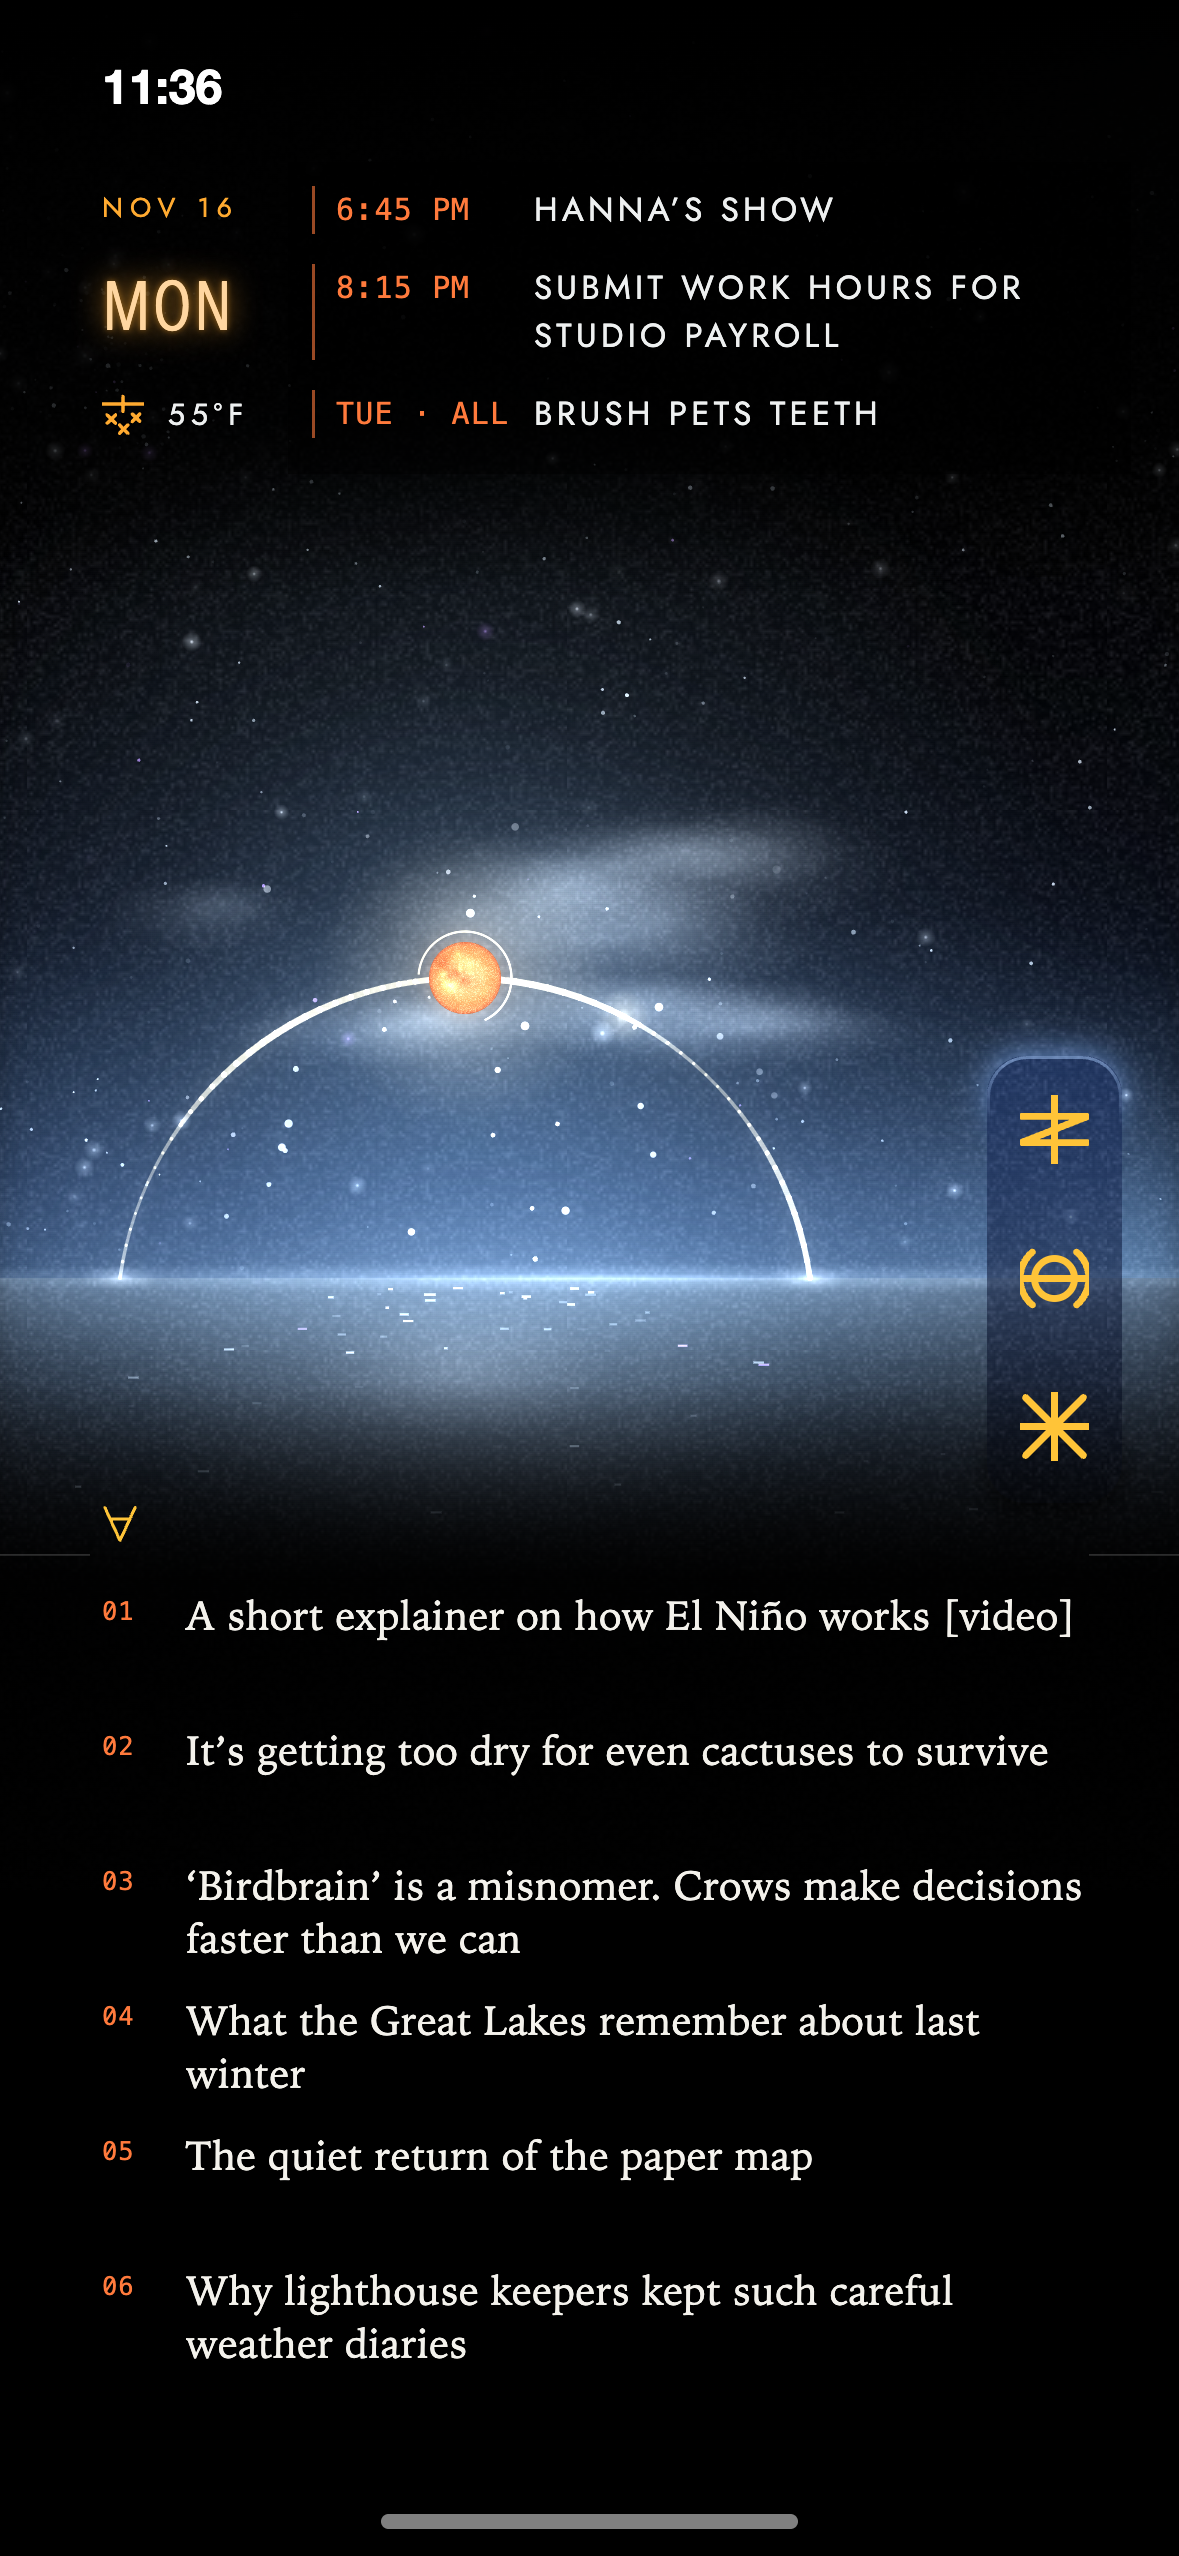 11:36
NOV 16
MON
55°F
6:45 PM HANNA’S SHOW
8:15 PM SUBMIT WORK HOURS FOR
STUDIO PAYROLL
TUE · ALL BRUSH PETS TEETH
01 A short explainer on how El Niño works [video]
02 It’s getting too dry for even cactuses to survive
03 ‘Birdbrain’ is a misnomer. Crows make decisions
faster than we can
04 What the Great Lakes remember about last
winter
05 The quiet return of the paper map
06 Why lighthouse keepers kept such careful
weather diaries